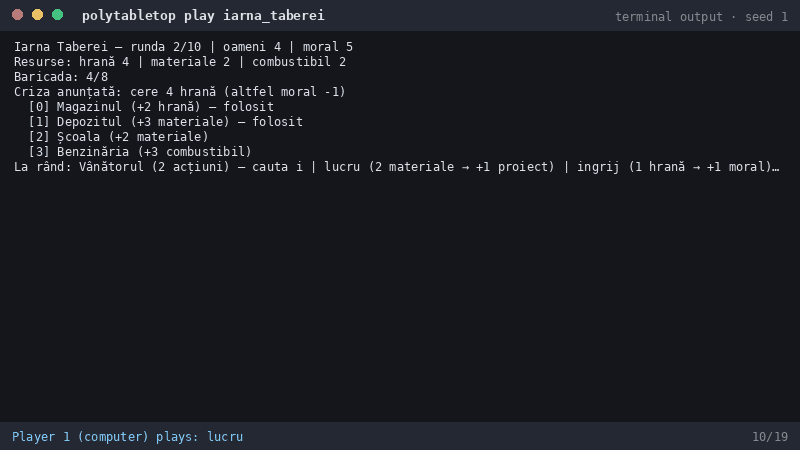 polytabletop play iarna_taberei
terminal output · seed 1
Iarna Taberei — runda 2/10 | oameni 4 | moral 5
Resurse: hrană 4 | materiale 2 | combustibil 2
Baricada: 4/8
Criza anunțată: cere 4 hrană (altfel moral -1)
[0] Magazinul (+2 hrană) — folosit
[1] Depozitul (+3 materiale) — folosit
[2] Școala (+2 materiale)
[3] Benzinăria (+3 combustibil)
La rând: Vânătorul (2 acțiuni) — cauta i | lucru (2 materiale → +1 proiect) | ingrij (1 hrană → +1 moral)…
Player 1 (computer) plays: lucru
10/19